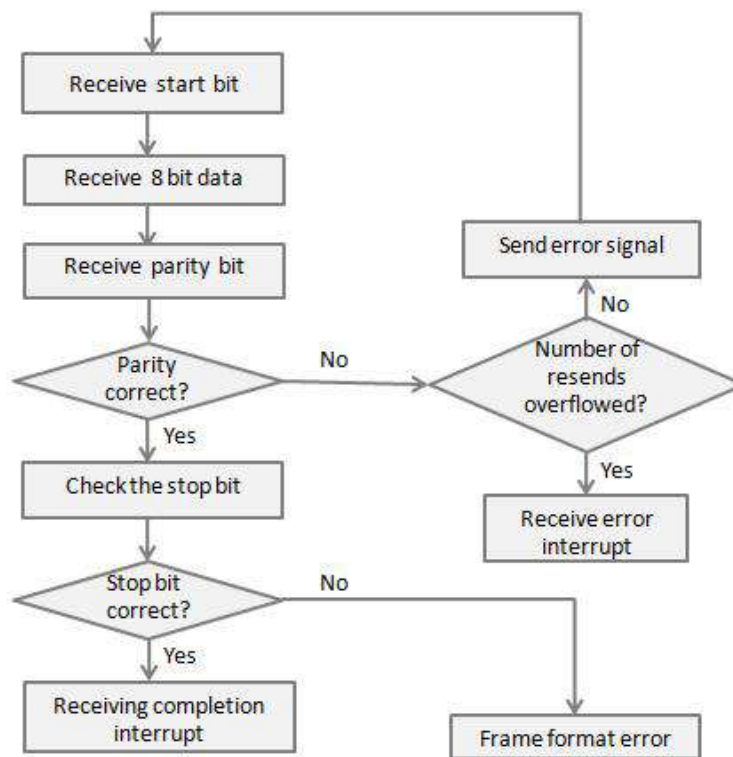 Receive start bit
Receive 8 bit data
Receive parity bit
Send error signal
No
Parity
correct?
No
Number of
resends
overflowed?
Yes
Yes
Check the stop bit
Receive error
interrupt
Stop bit
correct?
No
Yes
Receiving completion
interrupt
Frame format error